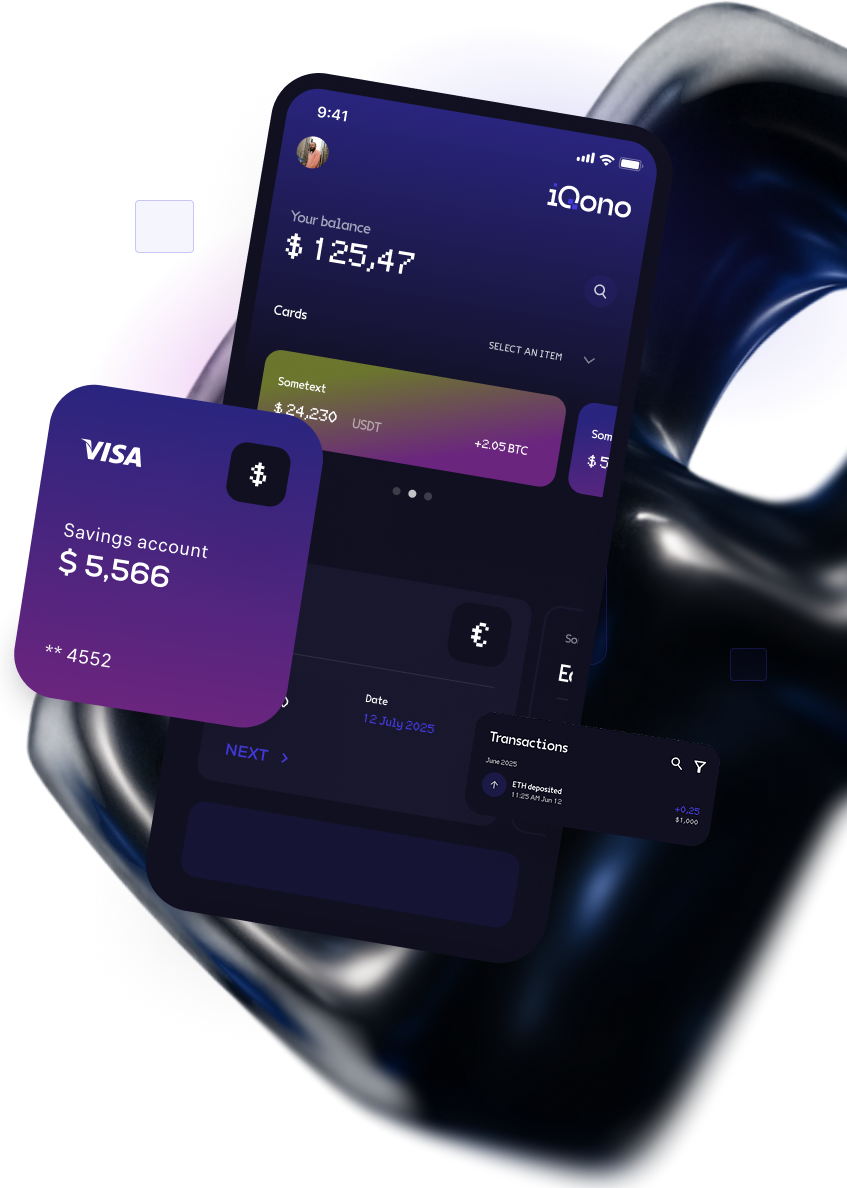 9:41
iQono
Your balance
$ 125,47
Cards
SELECT AN ITEM
Sometext
$ 24,230 USDT
+2.05 BTC
Som
$ 5
VISA
$
Savings account
$ 5,566
** 4552
€
So
Date
12 July 2025
NEXT
Transactions
June 2025
ETH deposited
11:25 AM Jun 12
+0,25
$1,000